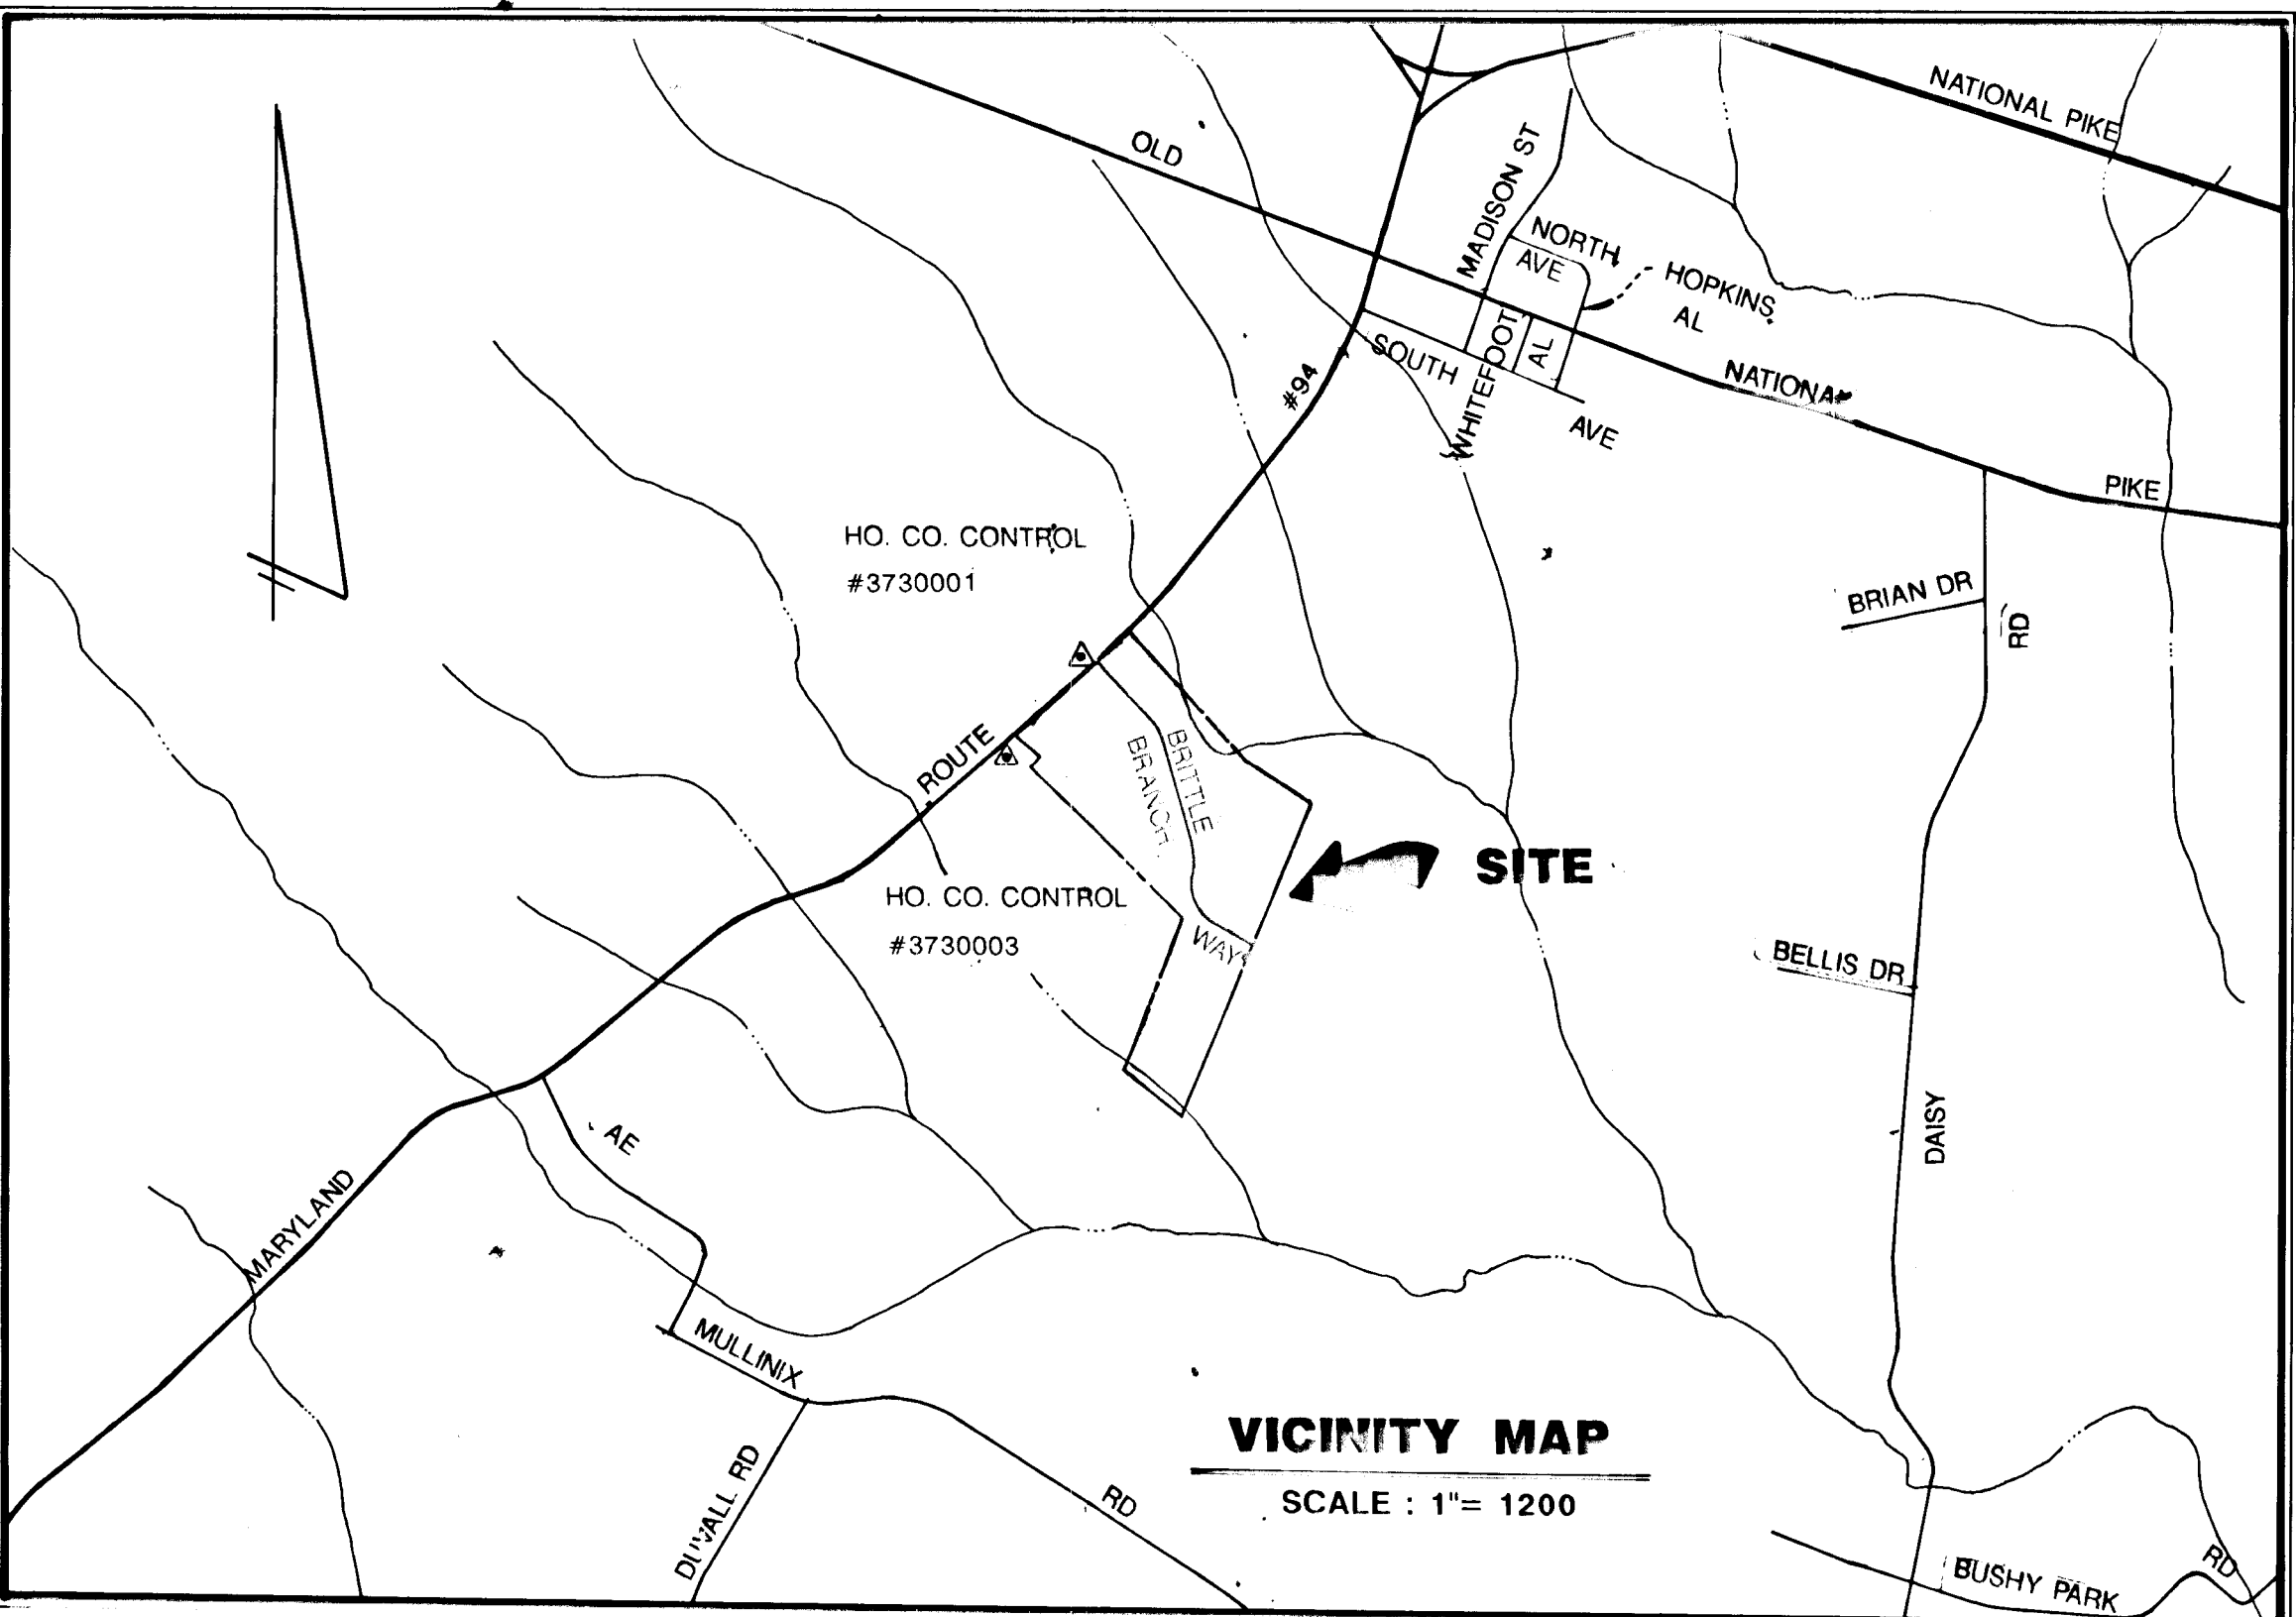 NATIONAL PIKE
OLD
MADISON ST
NORTH
AVE
HOPKINS
AL
SOUTH
AVE
WHITEFOOT
AL
#94
PIKE
HO. CO. CONTROL
#3730001
BRIAN DR
RD
ROUTE
BRITTLE
BRANCH
WAY
SITE
HO. CO. CONTROL
#3730003
BELLIS DR
DAISY
MARYLAND
MULLINIX
RD
DUVALL RD
VICINITY MAP
SCALE : 1"= 1200
BUSHY PARK
RD